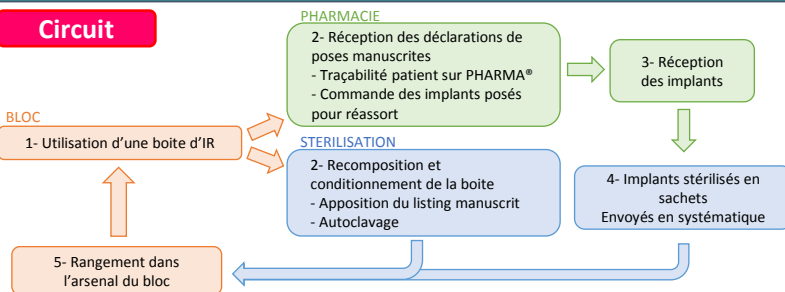 Circuit
PHARMACIE
2- Réception des déclarations de
poses manuscrites
- Traçabilité patient sur PHARMA®
- Commande des implants posés
pour réassort
3- Réception
des implants
BLOC
1- Utilisation d’une boite d’IR
STERILISATION
2- Recomposition et
conditionnement de la boite
- Apposition du listing manuscrit
- Autoclavage
4- Implants stérilisés en
sachets
Envoyés en systématique
5- Rangement dans
l’arsenal du bloc